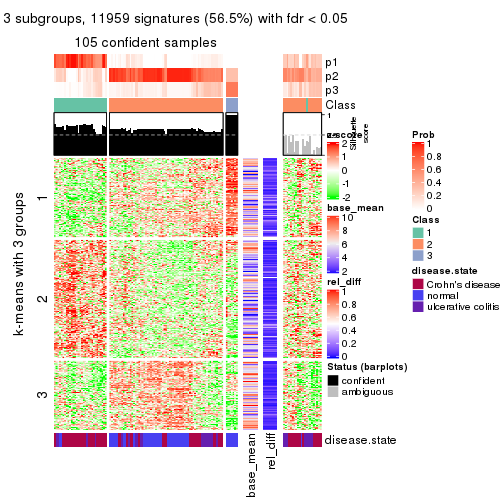 3 subgroups, 11959 signatures (56.5%) with fdr < 0.05
105 confident samples
p1
p2
p3
Class
1
Silhouette
score
z-score
2
1
0
-1
-2
base_mean
10
8
6
4
2
rel_diff
1
0.8
0.6
0.4
0.2
0
Status (barplots)
confident
ambiguous
Prob
1
0.8
0.6
0.4
0.2
0
Class
1
2
3
disease.state
Crohn's disease
normal
ulcerative colitis
k-means with 3 groups
1
2
3
disease.state
base_mean
rel_diff